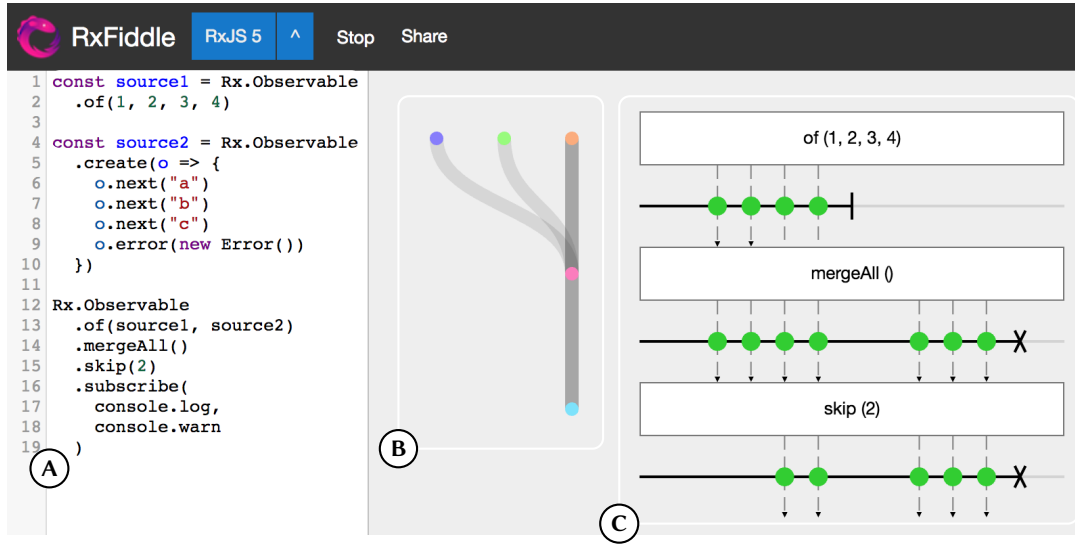 RxFiddle RxJS 5 ^ Stop Share
1 const source1 = Rx.Observable
2 .of(1, 2, 3, 4)
3
4 const source2 = Rx.Observable
5 .create(o => {
6 o.next("a")
7 o.next("b")
8 o.next("c")
9 o.error(new Error())
10 })
11
12 Rx.Observable
13 .of(source1, source2)
14 .mergeAll()
15 .skip(2)
16 .subscribe(
17 console.log,
18 console.warn
19 )
A
B
of (1, 2, 3, 4)
mergeAll ()
skip (2)
C